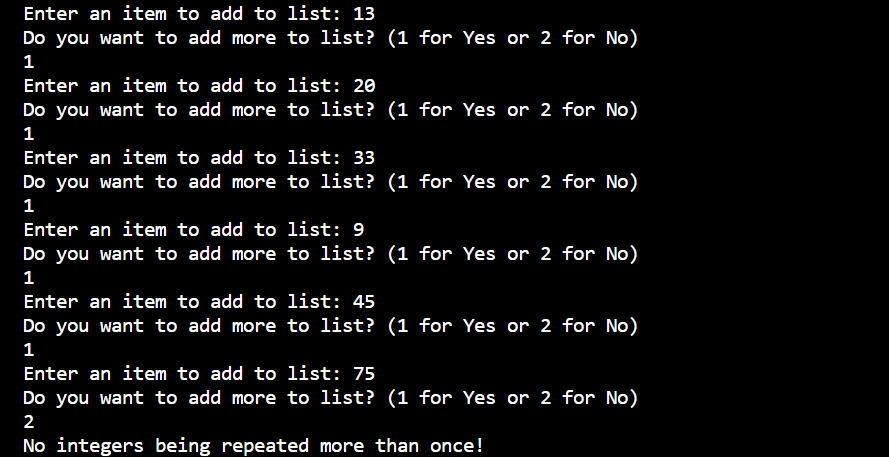 Enter an item to add to list: 13
Do you want to add more to list? (1 for Yes or 2 for No)
1
Enter an item to add to list: 20
Do you want to add more to list? (1 for Yes or 2 for No)
1
Enter an item to add to list: 33
Do you want to add more to list? (1 for Yes or 2 for No)
1
Enter an item to add to list: 9
Do you want to add more to list? (1 for Yes or 2 for No)
1
Enter an item to add to list: 45
Do you want to add more to list? (1 for Yes or 2 for No)
1
Enter an item to add to list: 75
Do you want to add more to list? (1 for Yes or 2 for No)
2
No integers being repeated more than once!